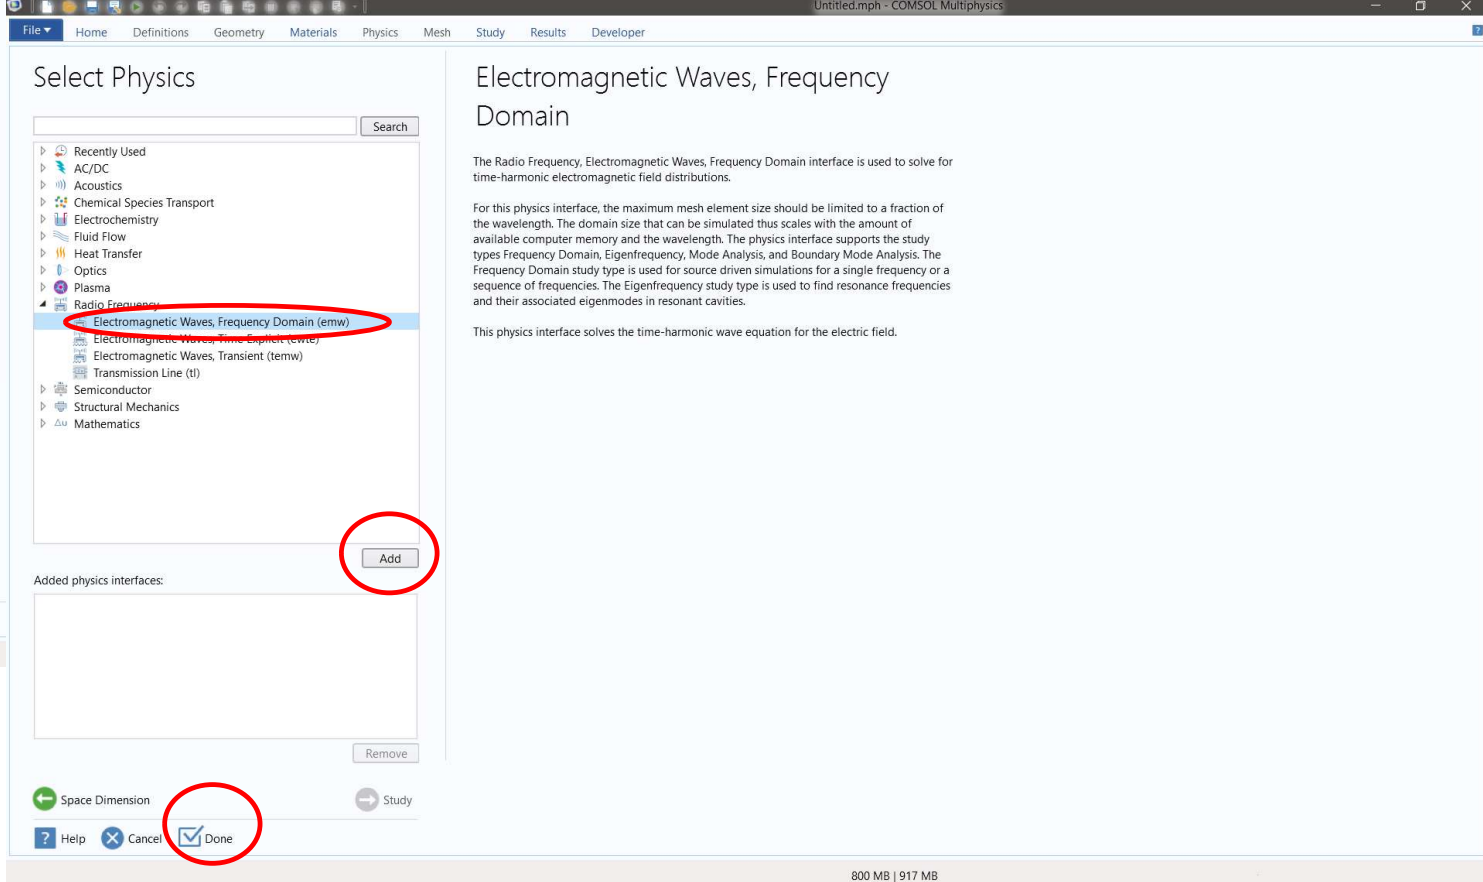 Untitled.mph - COMSOL Multiphysics
File Home Definitions Geometry Materials Physics Mesh Study Results Developer
?
Select Physics
Search
Recently Used
AC/DC
Acoustics
Chemical Species Transport
Electrochemistry
Fluid Flow
Heat Transfer
Optics
Plasma
Radio Frequency
Electromagnetic Waves, Frequency Domain (emw)
Electromagnetic Waves, Time Explicit (ewte)
Electromagnetic Waves, Transient (temw)
Transmission Line (tl)
Semiconductor
Structural Mechanics
Δu Mathematics
Add
Added physics interfaces:
Remove
Space Dimension
Study
? Help Cancel Done
Electromagnetic Waves, Frequency
Domain
The Radio Frequency, Electromagnetic Waves, Frequency Domain interface is used to solve for
time-harmonic electromagnetic field distributions.
For this physics interface, the maximum mesh element size should be limited to a fraction of
the wavelength. The domain size that can be simulated thus scales with the amount of
available computer memory and the wavelength. The physics interface supports the study
types Frequency Domain, Eigenfrequency, Mode Analysis, and Boundary Mode Analysis. The
Frequency Domain study type is used for source driven simulations for a single frequency or a
sequence of frequencies. The Eigenfrequency study type is used to find resonance frequencies
and their associated eigenmodes in resonant cavities.
This physics interface solves the time-harmonic wave equation for the electric field.
800 MB | 917 MB